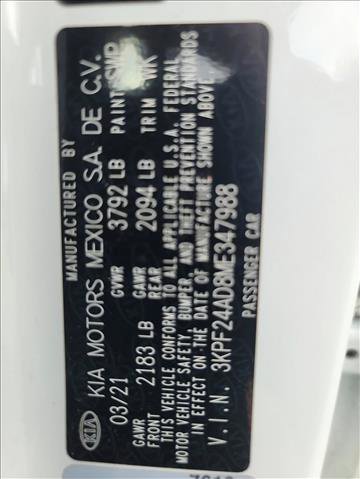 MANUFACTURED BY
KIA KIA MOTORS MEXICO S.A. DE C.V.
03/21 GVWR 3792 LB PAINT: SWP
GAWR FRONT 2183 LB GAWR REAR 2094 LB TRIM WK
THIS VEHICLE CONFORMS TO ALL APPLICABLE U.S.A. FEDERAL
MOTOR VEHICLE SAFETY, BUMPER, AND THEFT PREVENTION STANDARDS
IN EFFECT ON THE DATE OF MANUFACTURE SHOWN ABOVE.
V.I.N. 3KPF24AD8ME347988
PASSENGER CAR